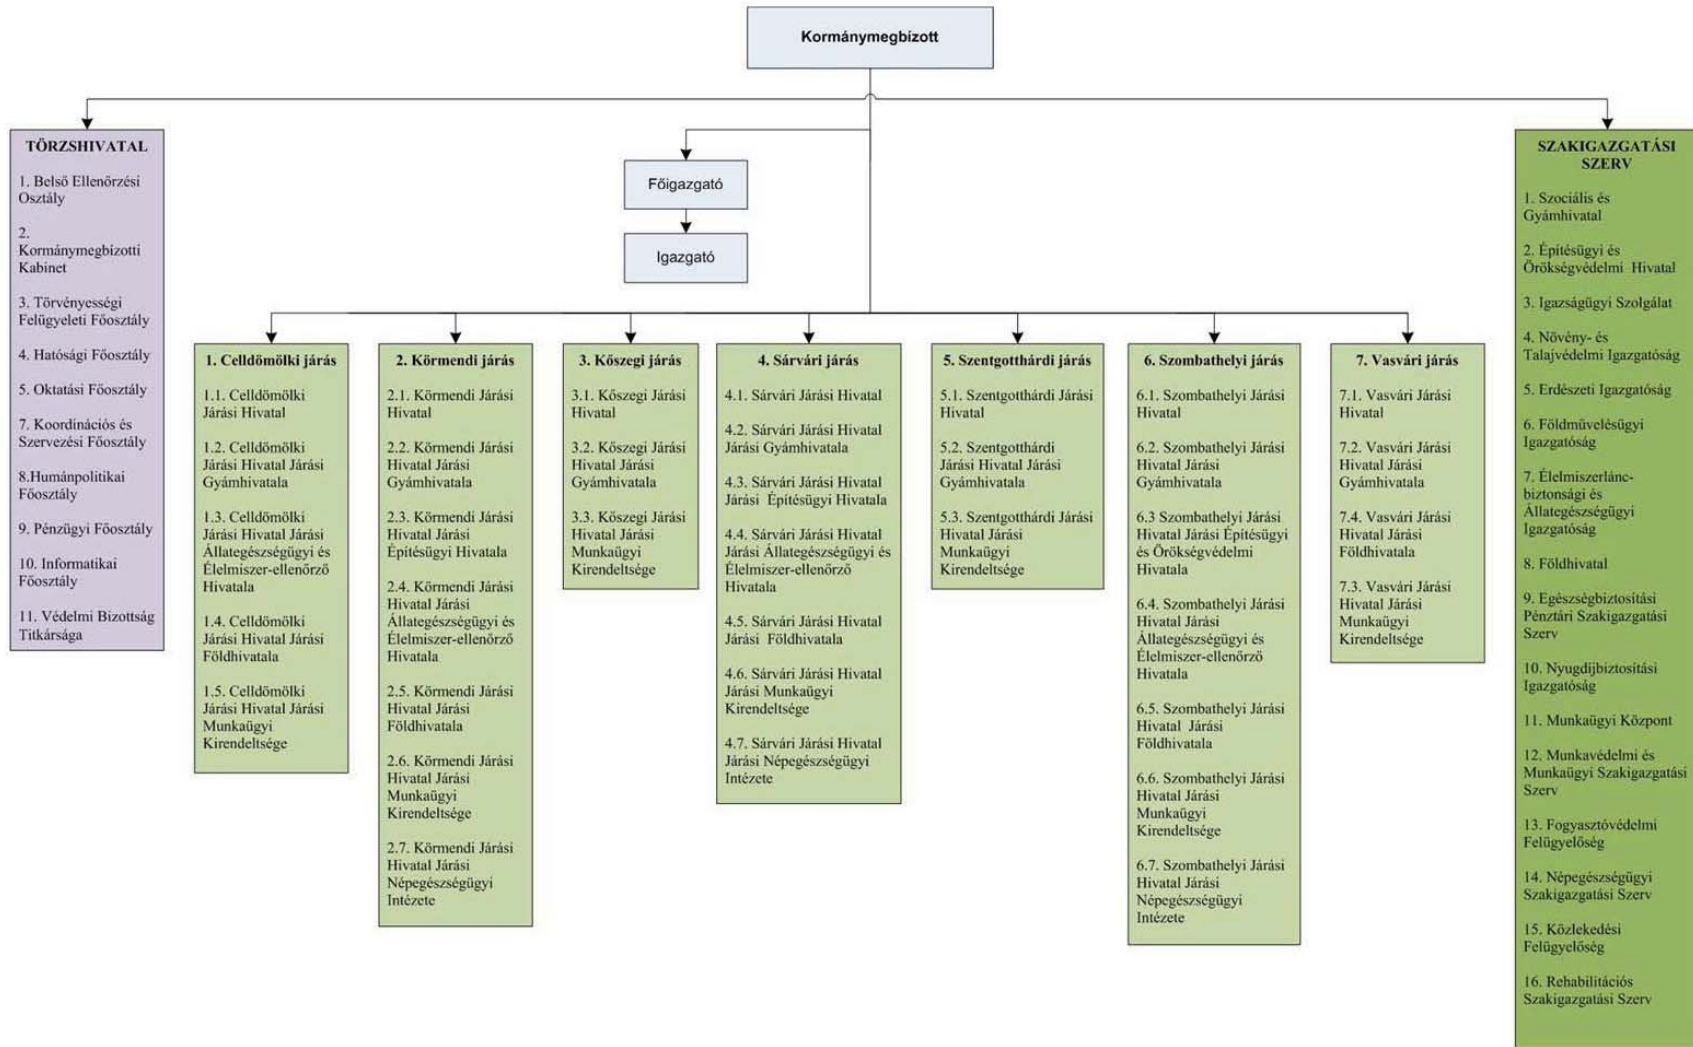 Kormánymegbízott
TÖRZSHIVATAL
1. Belső Ellenőrzési
Osztály
2.
Kormánymegbízotti
Kabinet
3. Törvényességi
Felügyeleti Főosztály
4. Hatósági Főosztály
5. Oktatási Főosztály
7. Koordinációs és
Szervezési Főosztály
8.Humánpolitikai
Főosztály
9. Pénzügyi Főosztály
10. Informatikai
Főosztály
11. Védelmi Bizottság
Titkársága
Főigazgató
Igazgató
1. Celldömölki járás
1.1. Celldömölki
Járási Hivatal
1.2. Celldömölki
Járási Hivatal Járási
Gyámhivatala
1.3. Celldömölki
Járási Hivatal Járási
Állategészségügyi és
Élelmiszer-ellenőrző
Hivatala
1.4. Celldömölki
Járási Hivatal Járási
Földhivatala
1.5. Celldömölki
Járási Hivatal Járási
Munkaügyi
Kirendeltsége
2. Körmendi járás
2.1. Körmendi Járási
Hivatal
2.2. Körmendi Járási
Hivatal Járási
Gyámhivatala
2.3. Körmendi Járási
Hivatal Járási
Építésügyi Hivatala
2.4. Körmendi Járási
Hivatal Járási
Állategészségügyi és
Élelmiszer-ellenőrző
Hivatala
2.5. Körmendi Járási
Hivatal Járási
Földhivatala
2.6. Körmendi Járási
Hivatal Járási
Munkaügyi
Kirendeltsége
2.7. Körmendi Járási
Hivatal Járási
Népegészségügyi
Intézete
3. Kőszegi járás
3.1. Kőszegi Járási
Hivatal
3.2. Kőszegi Járási
Hivatal Járási
Gyámhivatala
3.3. Kőszegi Járási
Hivatal Járási
Munkaügyi
Kirendeltsége
4. Sárvári járás
4.1. Sárvári Járási Hivatal
4.2. Sárvári Járási Hivatal
Járási Gyámhivatala
4.3. Sárvári Járási Hivatal
Járási Építésügyi Hivatala
4.4. Sárvári Járási Hivatal
Járási Állategészségügyi és
Élelmiszer-ellenőrző
Hivatala
4.5. Sárvári Járási Hivatal
Járási Földhivatala
4.6. Sárvári Járási Hivatal
Járási Munkaügyi
Kirendeltsége
4.7. Sárvári Járási Hivatal
Járási Népegészségügyi
Intézete
5. Szentgotthárdi járás
5.1. Szentgotthárdi Járási
Hivatal
5.2. Szentgotthárdi
Járási Hivatal Járási
Gyámhivatala
5.3. Szentgotthárdi Járási
Hivatal Járási
Munkaügyi
Kirendeltsége
6. Szombathelyi járás
6.1. Szombathelyi Járási
Hivatal
6.2. Szombathelyi Járási
Hivatal Járási
Gyámhivatala
6.3 Szombathelyi Járási
Hivatal Járási Építésügyi
és Örökségvédelmi
Hivatala
6.4. Szombathelyi Járási
Hivatal Járási
Állategészségügyi és
Élelmiszer-ellenőrző
Hivatala
6.5. Szombathelyi Járási
Hivatal Járási
Földhivatala
6.6. Szombathelyi Járási
Hivatal Járási
Munkaügyi
Kirendeltsége
6.7. Szombathelyi Járási
Hivatal Járási
Népegészségügyi
Intézete
7. Vasvári járás
7.1. Vasvári Járási
Hivatal
7.2. Vasvári Járási
Hivatal Járási
Gyámhivatala
7.4. Vasvári Járási
Hivatal Járási
Földhivatala
7.3. Vasvári Járási
Hivatal Járási
Munkaügyi
Kirendeltsége
SZAKIGAZGATÁSI
SZERV
1. Szociális és
Gyámhivatal
2. Építésügyi és
Örökségvédelmi Hivatal
3. Igazságügyi Szolgálat
4. Növény- és
Talajvédelmi Igazgatóság
5. Erdészeti Igazgatóság
6. Földművelésügyi
Igazgatóság
7. Élelmiszerlánc-
biztonsági és
Állategészségügyi
Igazgatóság
8. Földhivatal
9. Egészségbiztosítási
Pénztári Szakigazgatási
Szerv
10. Nyugdíjbiztosítási
Igazgatóság
11. Munkaügyi Központ
12. Munkavédelmi és
Munkaügyi Szakigazgatási
Szerv
13. Fogyasztóvédelmi
Felügyelőség
14. Népegészségügyi
Szakigazgatási Szerv
15. Közlekedési
Felügyelőség
16. Rehabilitációs
Szakigazgatási Szerv